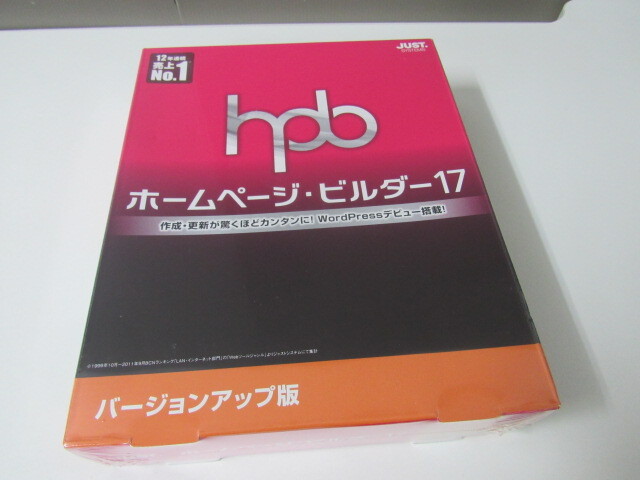 12年連続
売上
No.1
JUST.
SYSTEMS
hpb
ホームページ・ビルダー17
作成・更新が驚くほどカンタンに! WordPressデビュー搭載!
バージョンアップ版